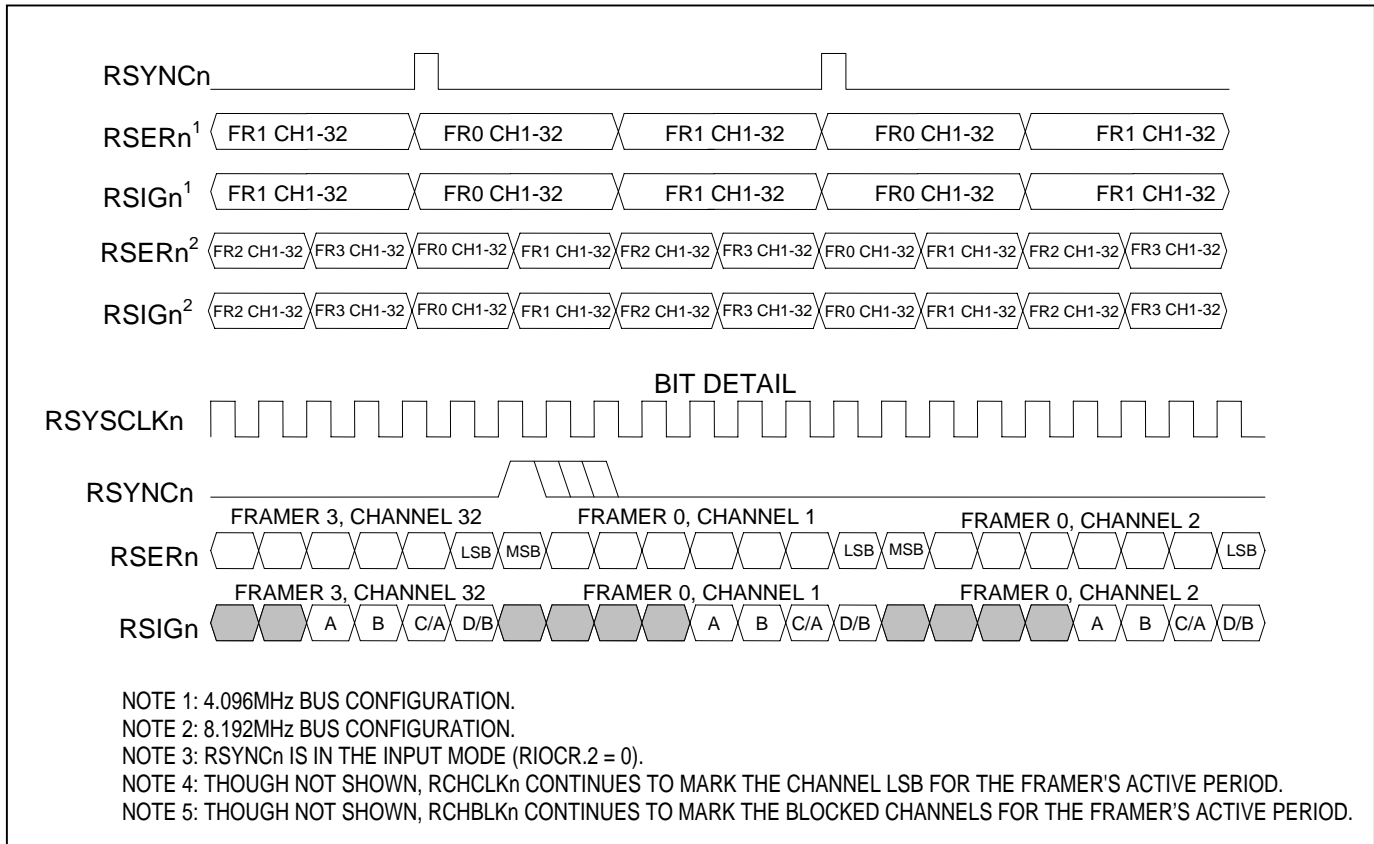 RSYNCn
RSERn¹ FR1 CH1-32 FR0 CH1-32 FR1 CH1-32 FR0 CH1-32 FR1 CH1-32
RSIGn¹ FR1 CH1-32 FR0 CH1-32 FR1 CH1-32 FR0 CH1-32 FR1 CH1-32
RSERn² FR2 CH1-32 FR3 CH1-32 FR0 CH1-32 FR1 CH1-32 FR2 CH1-32 FR3 CH1-32 FR0 CH1-32 FR1 CH1-32 FR2 CH1-32 FR3 CH1-32
RSIGn² FR2 CH1-32 FR3 CH1-32 FR0 CH1-32 FR1 CH1-32 FR2 CH1-32 FR3 CH1-32 FR0 CH1-32 FR1 CH1-32 FR2 CH1-32 FR3 CH1-32
BIT DETAIL
RSYSCLKn
RSYNCn
FRAMER 3, CHANNEL 32 FRAMER 0, CHANNEL 1 FRAMER 0, CHANNEL 2
RSERn LSB MSB LSB MSB LSB
FRAMER 3, CHANNEL 32 FRAMER 0, CHANNEL 1 FRAMER 0, CHANNEL 2
RSIGn A B C/A D/B A B C/A D/B A B C/A D/B
NOTE 1: 4.096MHz BUS CONFIGURATION.
NOTE 2: 8.192MHz BUS CONFIGURATION.
NOTE 3: RSYNCn IS IN THE INPUT MODE (RIOCR.2 = 0).
NOTE 4: THOUGH NOT SHOWN, RCHCLKn CONTINUES TO MARK THE CHANNEL LSB FOR THE FRAMER'S ACTIVE PERIOD.
NOTE 5: THOUGH NOT SHOWN, RCHBLKn CONTINUES TO MARK THE BLOCKED CHANNELS FOR THE FRAMER'S ACTIVE PERIOD.